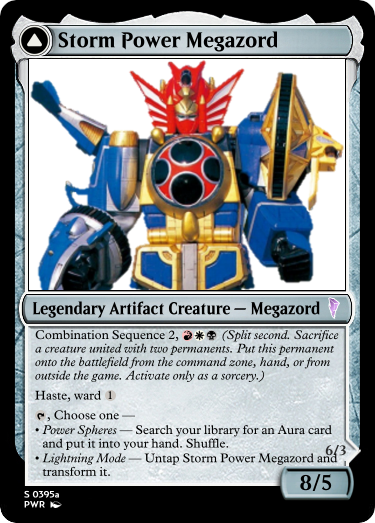 Storm Power Megazord
Legendary Artifact Creature — Megazord
Combination Sequence 2, (Split second. Sacrifice
a creature united with two permanents. Put this permanent
onto the battlefield from the command zone, hand, or from
outside the game. Activate only as a sorcery.)
Haste, ward 1
, Choose one —
• Power Spheres — Search your library for an Aura card
and put it into your hand. Shuffle.
• Lightning Mode — Untap Storm Power Megazord and
transform it.
6/3
8/5
S 0395a
PWR